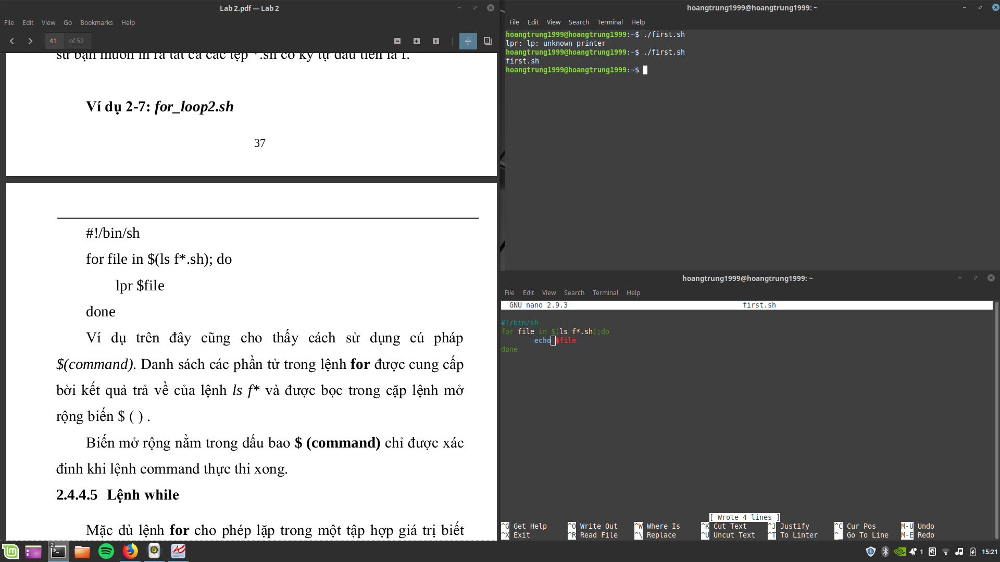 Lab 2.pdf — Lab 2
File Edit View Go Bookmarks Help
41 of 52
sử bạn muốn in ra tất cả các tệp *.sh có ký tự đầu tiên là f.
Ví dụ 2-7: for_loop2.sh
37
#!/bin/sh
for file in $(ls f*.sh); do
lpr $file
done
Ví dụ trên đây cũng cho thấy cách sử dụng cú pháp
$(command). Danh sách các phần tử trong lệnh for được cung cấp
bởi kết quả trả về của lệnh ls f* và được bọc trong cặp lệnh mở
rộng biến $ ( ) .
Biến mở rộng nằm trong dấu bao $ (command) chỉ được xác
đinh khi lệnh command thực thi xong.
2.4.4.5 Lệnh while
Mặc dù lệnh for cho phép lặp trong một tập hợp giá trị biết
hoangtrung1999@hoangtrung1999: ~
File Edit View Search Terminal Help
hoangtrung1999@hoangtrung1999:~$ ./first.sh
lpr: lp: unknown printer
hoangtrung1999@hoangtrung1999:~$ ./first.sh
first.sh
hoangtrung1999@hoangtrung1999:~$
hoangtrung1999@hoangtrung1999: ~
File Edit View Search Terminal Help
GNU nano 2.9.3 first.sh
#!/bin/sh
for file in $(ls f*.sh);do
echo $file
done
[ Wrote 4 lines ]
^G Get Help ^O Write Out ^W Where Is ^K Cut Text ^J Justify ^C Cur Pos M-U Undo
^X Exit ^R Read File ^\ Replace ^U Uncut Text ^T To Linter ^_ Go To Line M-E Redo
2
1 15:21